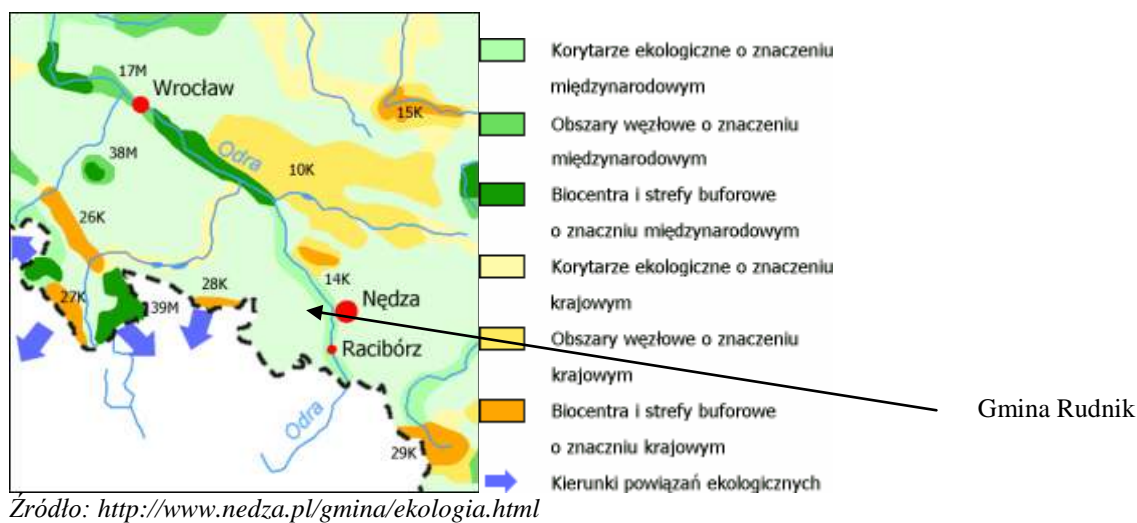 17M
Wrocław
15K
38M
Odra
10K
26K
14K
28K
27K
39M
Nędza
Racibórz
Odra
29K
Korytarze ekologiczne o znaczeniu
międzynarodowym
Obszary węzłowe o znaczeniu
międzynarodowym
Biocentra i strefy buforowe
o znaczniu międzynarodowym
Korytarze ekologiczne o znaczeniu
krajowym
Obszary węzłowe o znaczeniu
krajowym
Biocentra i strefy buforowe
o znaczniu krajowym
Kierunki powiązań ekologicznych
Gmina Rudnik
Źródło: http://www.nedza.pl/gmina/ekologia.html